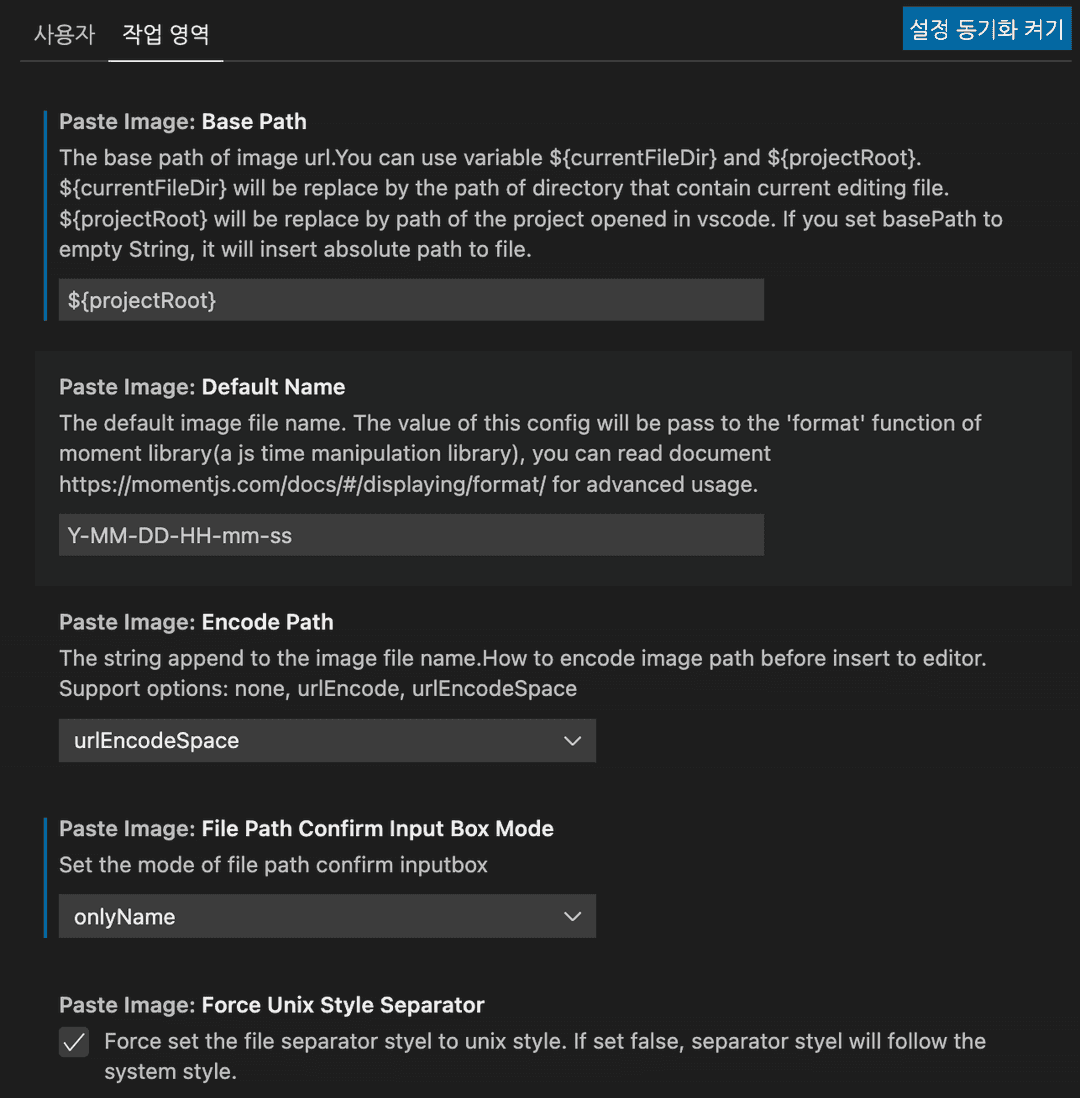 사용자 작업 영역 설정 동기화 켜기
Paste Image: Base Path
The base path of image url.You can use variable ${currentFileDir} and ${projectRoot}.
${currentFileDir} will be replace by the path of directory that contain current editing file.
${projectRoot} will be replace by path of the project opened in vscode. If you set basePath to
empty String, it will insert absolute path to file.
${projectRoot}
Paste Image: Default Name
The default image file name. The value of this config will be pass to the 'format' function of
moment library(a js time manipulation library), you can read document
https://momentjs.com/docs/#/displaying/format/ for advanced usage.
Y-MM-DD-HH-mm-ss
Paste Image: Encode Path
The string append to the image file name.How to encode image path before insert to editor.
Support options: none, urlEncode, urlEncodeSpace
urlEncodeSpace
Paste Image: File Path Confirm Input Box Mode
Set the mode of file path confirm inputbox
onlyName
Paste Image: Force Unix Style Separator
Force set the file separator styel to unix style. If set false, separator styel will follow the
system style.